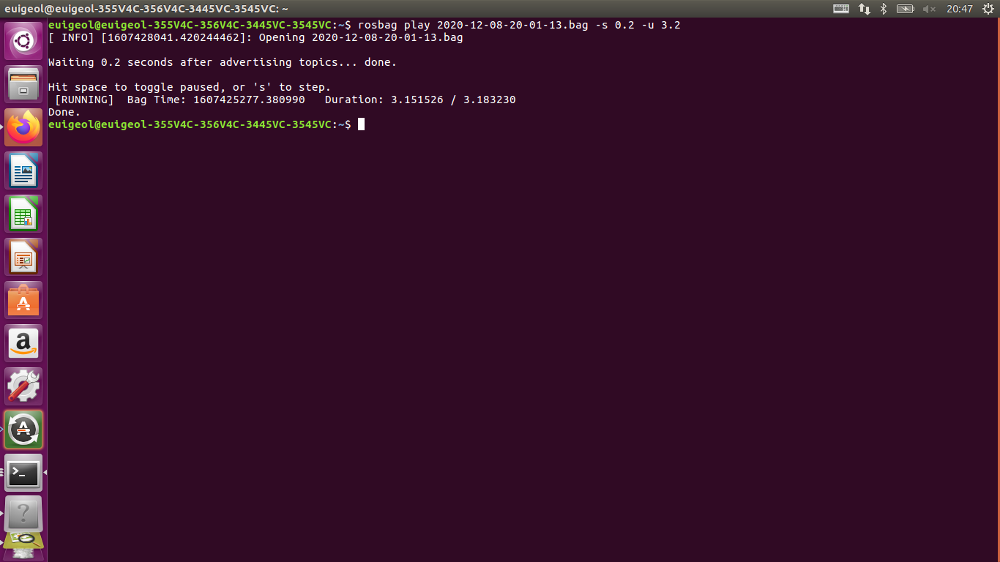 euigeol@euigeol-355V4C-356V4C-3445VC-3545VC: ~
20:47
euigeol@euigeol-355V4C-356V4C-3445VC-3545VC:~$ rosbag play 2020-12-08-20-01-13.bag -s 0.2 -u 3.2
[ INFO] [1607428041.420244462]: Opening 2020-12-08-20-01-13.bag
Waiting 0.2 seconds after advertising topics... done.
Hit space to toggle paused, or 's' to step.
[RUNNING]  Bag Time: 1607425277.380990   Duration: 3.151526 / 3.183230
Done.
euigeol@euigeol-355V4C-356V4C-3445VC-3545VC:~$